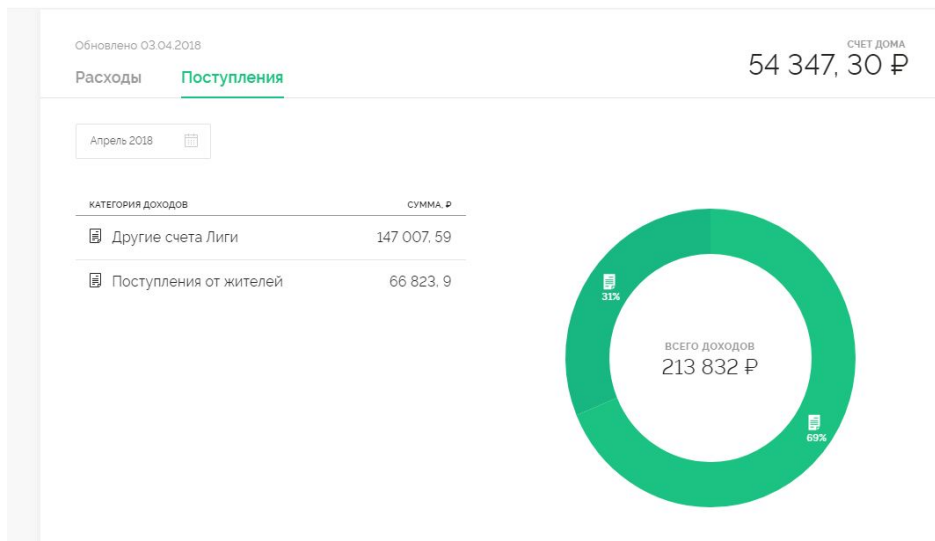 Обновлено 03.04.2018
СЧЕТ ДОМА
54 347, 30 ₽
Расходы Поступления
Апрель 2018
КАТЕГОРИЯ ДОХОДОВ СУММА, ₽
Другие счета Лиги 147 007, 59
Поступления от жителей 66 823, 9
31%
ВСЕГО ДОХОДОВ
213 832 ₽
69%